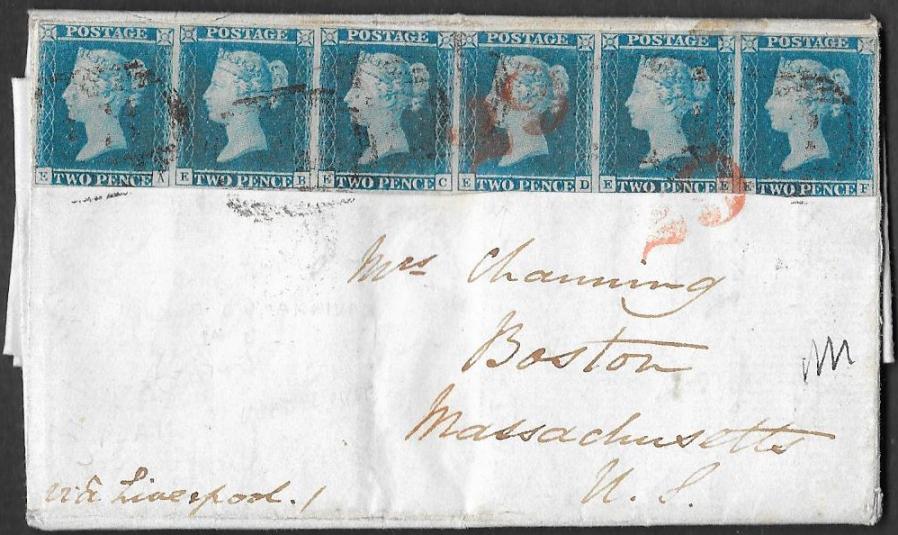 POSTAGE POSTAGE POSTAGE POSTAGE POSTAGE POSTAGE
E TWO PENCE A E TWO PENCE B E TWO PENCE C E TWO PENCE D E TWO PENCE E E TWO PENCE F
Mrs Channing
Boston
Massachusetts
U. S.
via Liverpool.